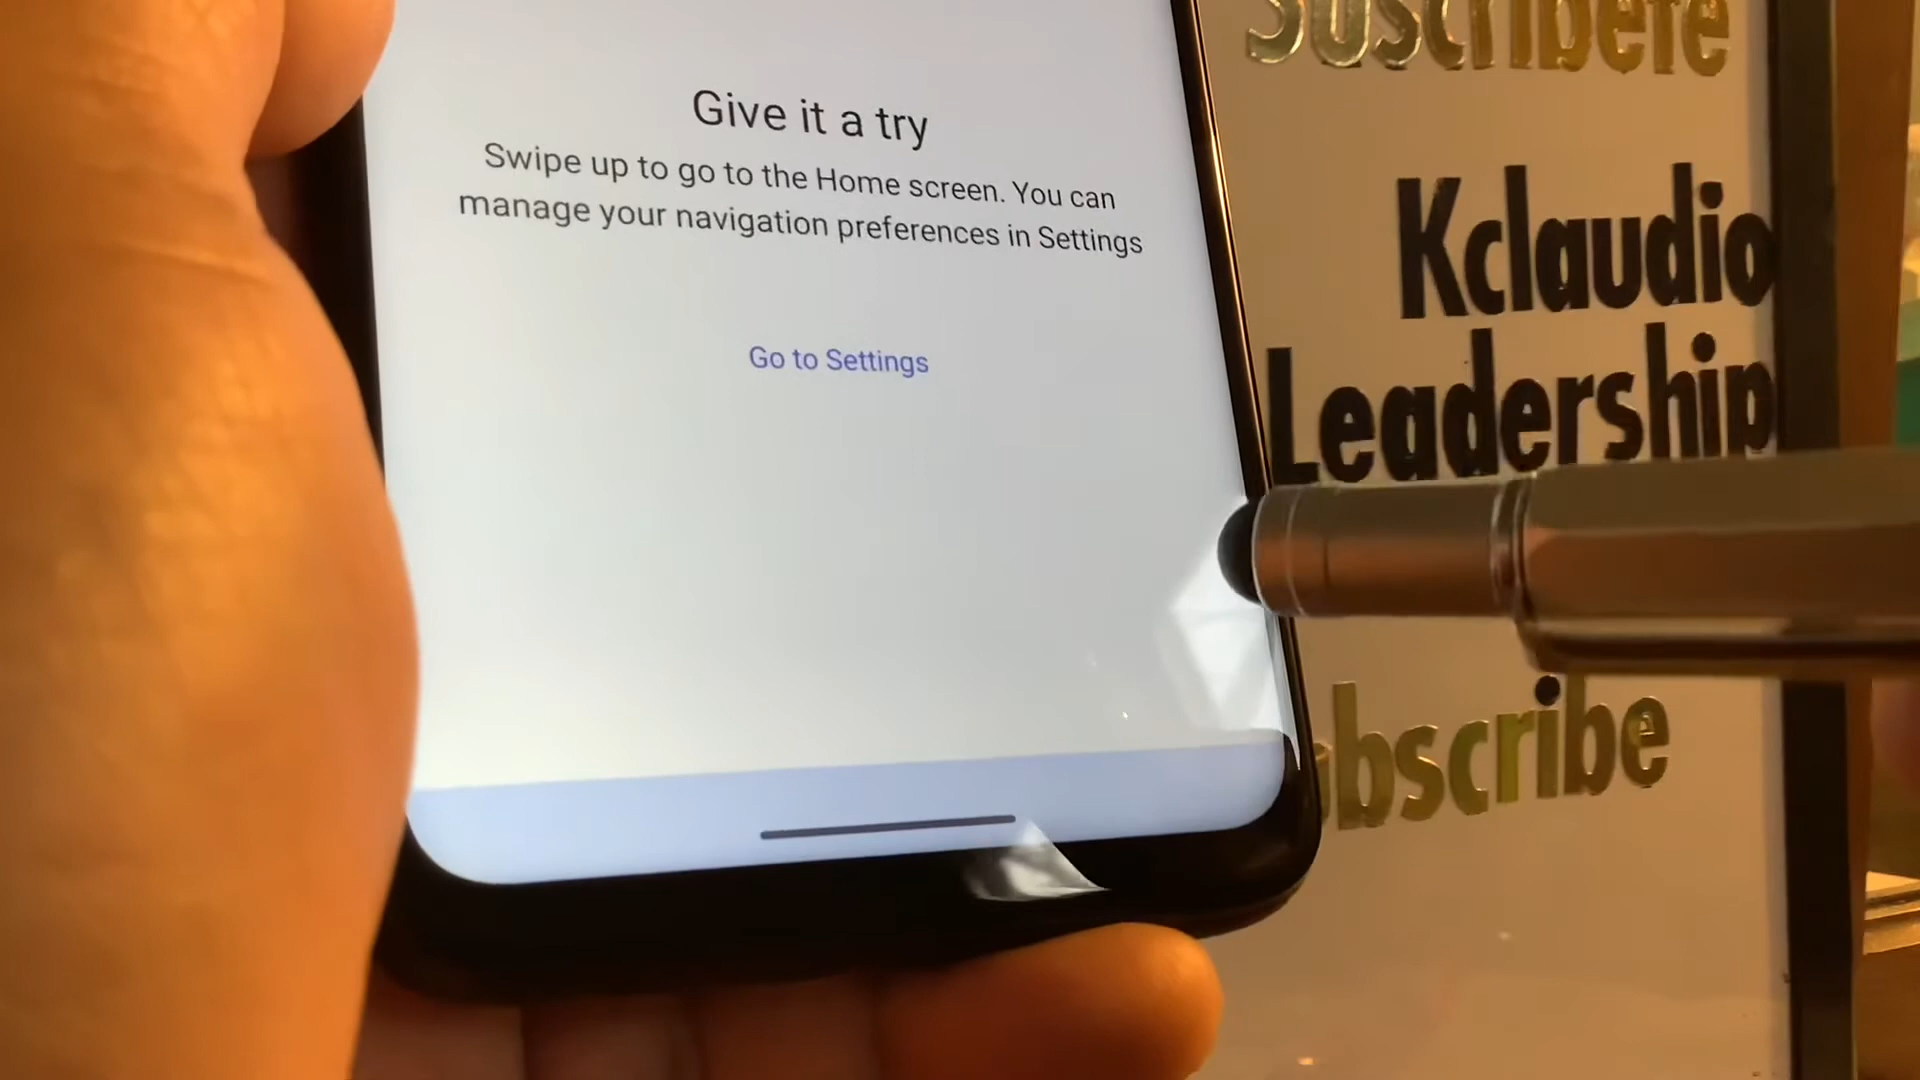 Suscribete
Give it a try
Swipe up to go to the Home screen. You can
manage your navigation preferences in Settings
Go to Settings
Kclaudio
Leadership
ubscribe